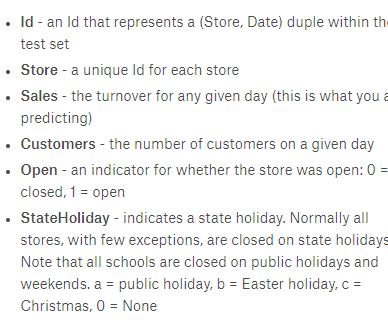 Id - an Id that represents a (Store, Date) duple within
test set
Store - a unique Id for each store
Sales - the turnover for any given day (this is what you
predicting)
Customers - the number of customers on a given day
Open - an indicator for whether the store was open: 0 =
closed, 1 = open
StateHoliday - indicates a state holiday. Normally all
stores, with few exceptions, are closed on state holidays
Note that all schools are closed on public holidays and
weekends. a = public holiday, b = Easter holiday, c =
Christmas, 0 = None